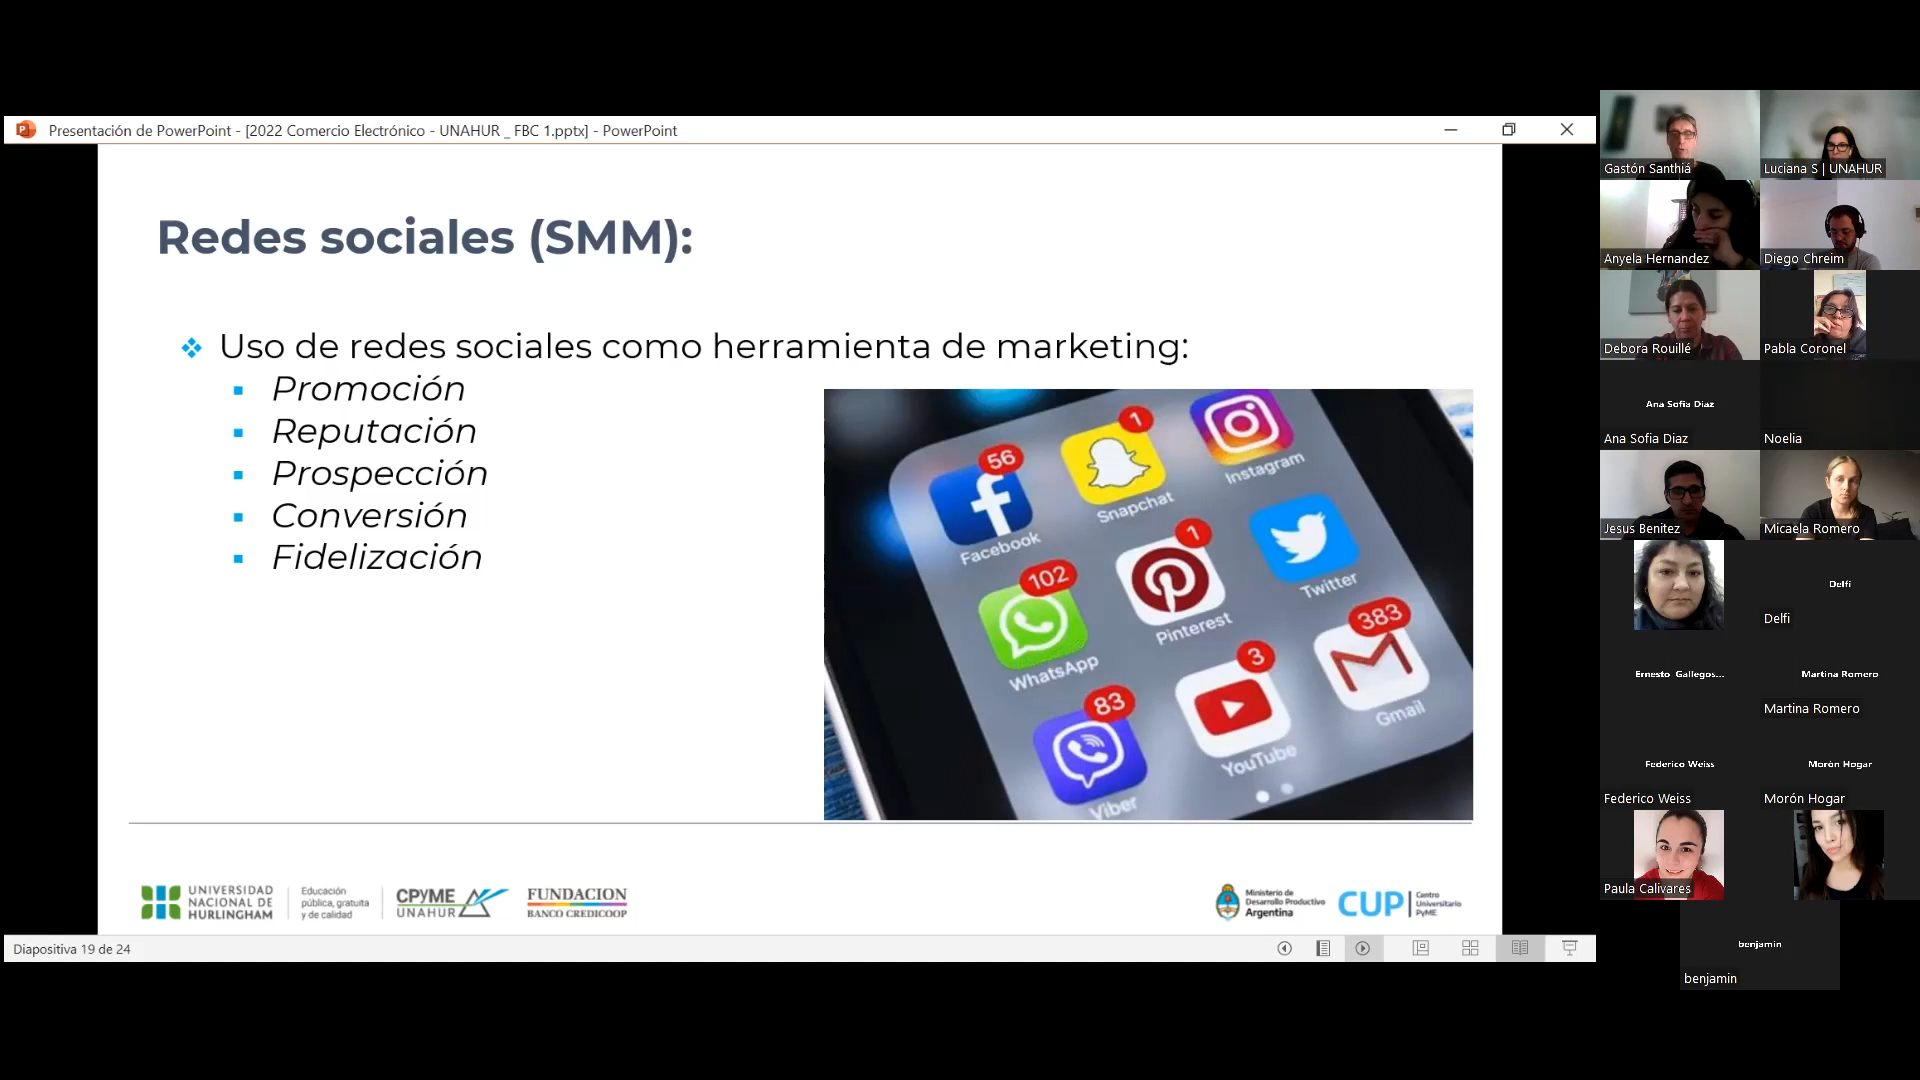 Presentación de PowerPoint - [2022 Comercio Electrónico - UNAHUR _ FBC 1.pptx] - PowerPoint
Redes sociales (SMM):
Uso de redes sociales como herramienta de marketing:
Promoción
Reputación
Prospección
Conversión
Fidelización
56
Facebook
1
Snapchat
Instagram
102
WhatsApp
1
Pinterest
Twitter
83
Viber
3
YouTube
383
Gmail
UNIVERSIDAD
NACIONAL DE
HURLINGHAM
Educación
pública, gratuita
y de calidad
CPYME
UNAHUR
FUNDACION
BANCO CREDICOOP
Ministerio de
Desarrollo Productivo
Argentina
CUP
Centro
Universitario
PyME
Diapositiva 19 de 24
Gastón Santhiá
Luciana S | UNAHUR
Anyela Hernandez
Diego Chreim
Debora Rouillé
Pabla Coronel
Ana Sofia Diaz
Ana Sofia Diaz
Noelia
Jesus Benitez
Micaela Romero
Delfi
Delfi
Ernesto Gallegos...
Martina Romero
Martina Romero
Federico Weiss
Federico Weiss
Morón Hogar
Morón Hogar
Paula Calivares
benjamin
benjamin